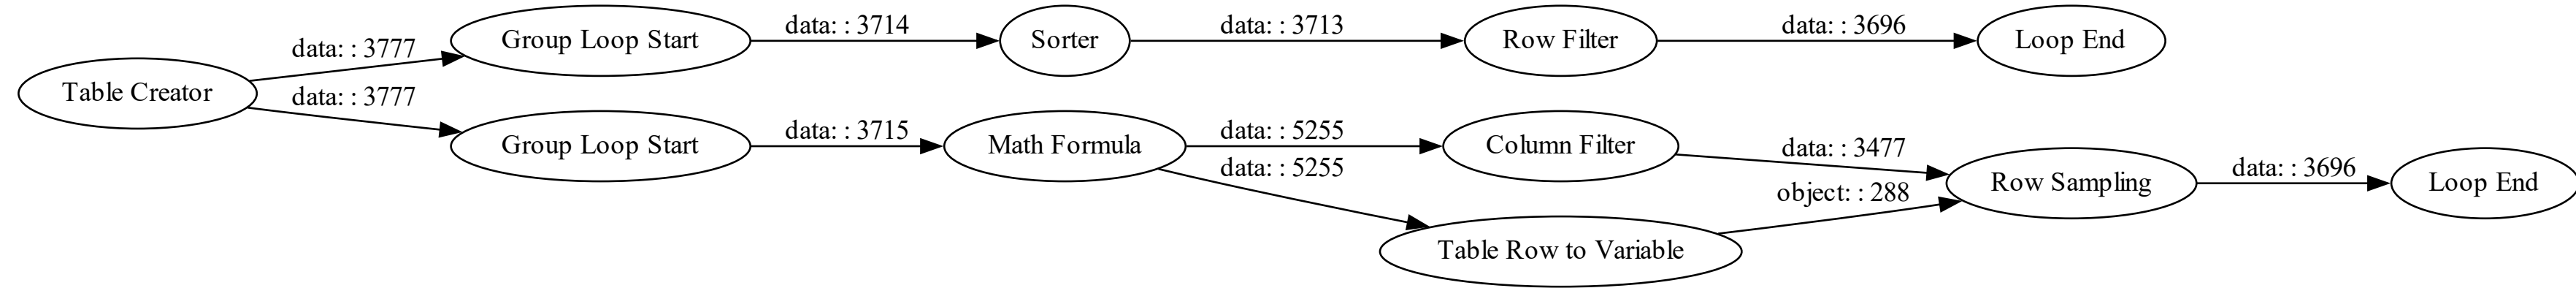 Table Creator
data: : 3777
data: : 3777
Group Loop Start
data: : 3714
Sorter
data: : 3713
Row Filter
data: : 3696
Loop End
Group Loop Start
data: : 3715
Math Formula
data: : 5255
data: : 5255
Column Filter
data: : 3477
Table Row to Variable
object: : 288
Row Sampling
data: : 3696
Loop End